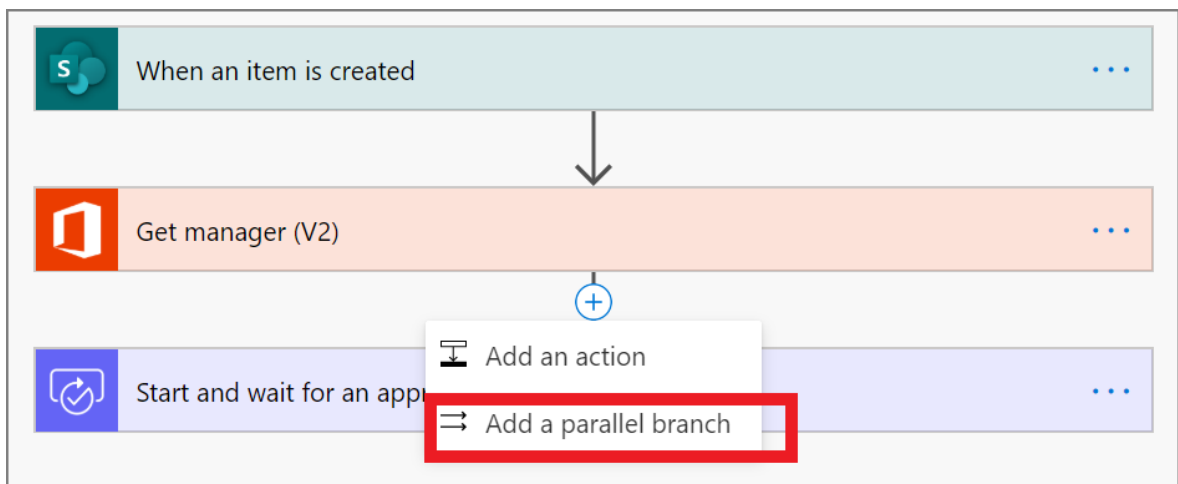 S
When an item is created
Get manager (V2)
Add an action
Start and wait for an app
Add a parallel branch